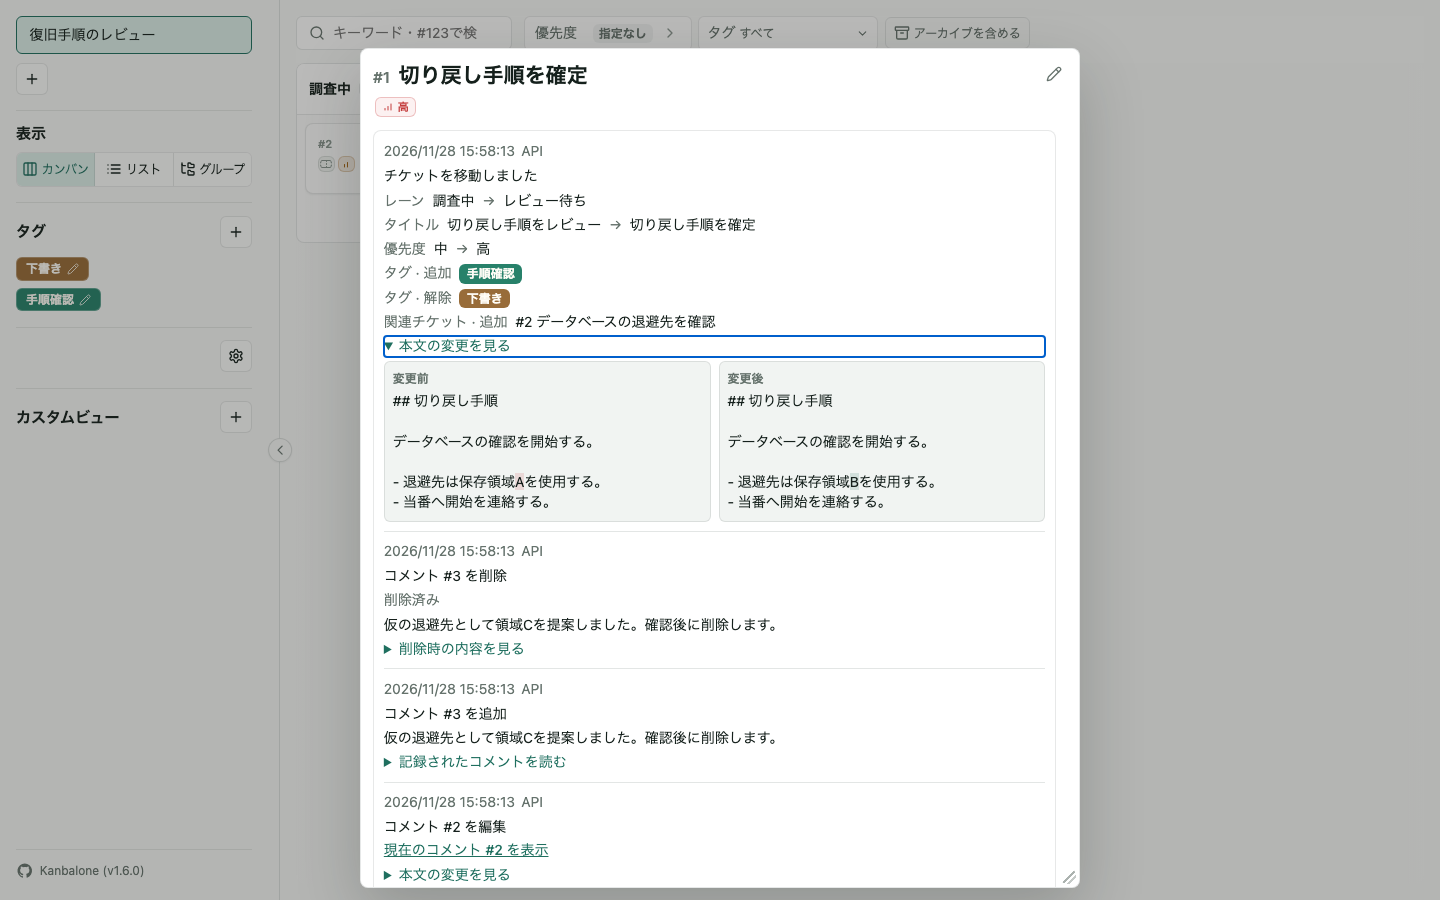 復旧手順のレビュー
+
表示
カンバン リスト グループ
タグ +
下書き
手順確認
カスタムビュー +
Kanbalone (v1.6.0)
キーワード・#123で検
優先度 指定なし
タグ すべて
アーカイブを含める
調査中
#2
#1 切り戻し手順を確定
高
2026/11/28 15:58:13 API
チケットを移動しました
レーン 調査中 → レビュー待ち
タイトル 切り戻し手順をレビュー → 切り戻し手順を確定
優先度 中 → 高
タグ · 追加 手順確認
タグ · 解除 下書き
関連チケット · 追加 #2 データベースの退避先を確認
▼ 本文の変更を見る
変更前
## 切り戻し手順
データベースの確認を開始する。
- 退避先は保存領域Aを使用する。
- 当番へ開始を連絡する。
変更後
## 切り戻し手順
データベースの確認を開始する。
- 退避先は保存領域Bを使用する。
- 当番へ開始を連絡する。
2026/11/28 15:58:13 API
コメント #3 を削除
削除済み
仮の退避先として領域Cを提案しました。確認後に削除します。
▶ 削除時の内容を見る
2026/11/28 15:58:13 API
コメント #3 を追加
仮の退避先として領域Cを提案しました。確認後に削除します。
▶ 記録されたコメントを読む
2026/11/28 15:58:13 API
コメント #2 を編集
現在のコメント #2 を表示
▶ 本文の変更を見る